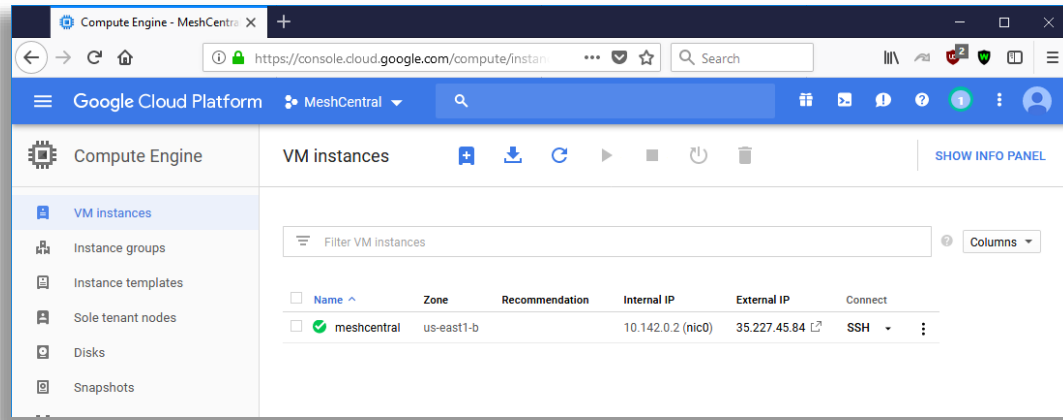 Compute Engine - MeshCentra
https://console.cloud.google.com/compute/instan
Search
2
Google Cloud Platform
MeshCentral
1
Compute Engine
VM instances
SHOW INFO PANEL
VM instances
Instance groups
Instance templates
Sole tenant nodes
Disks
Snapshots
Filter VM instances
Columns
Name Zone Recommendation Internal IP External IP Connect
meshcentral us-east1-b 10.142.0.2 (nic0) 35.227.45.84 SSH